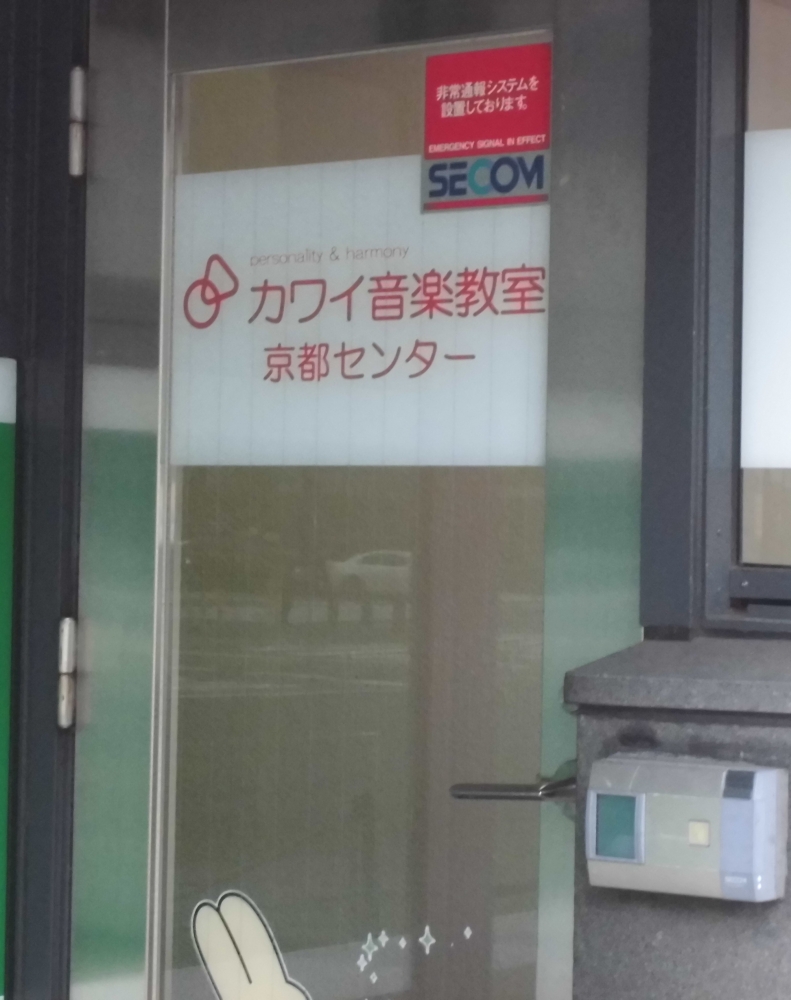 非常通報システムを
設置しております。
EMERGENCY SIGNAL IN EFFECT
SECOM
personality & harmony
カワイ音楽教室
京都センター